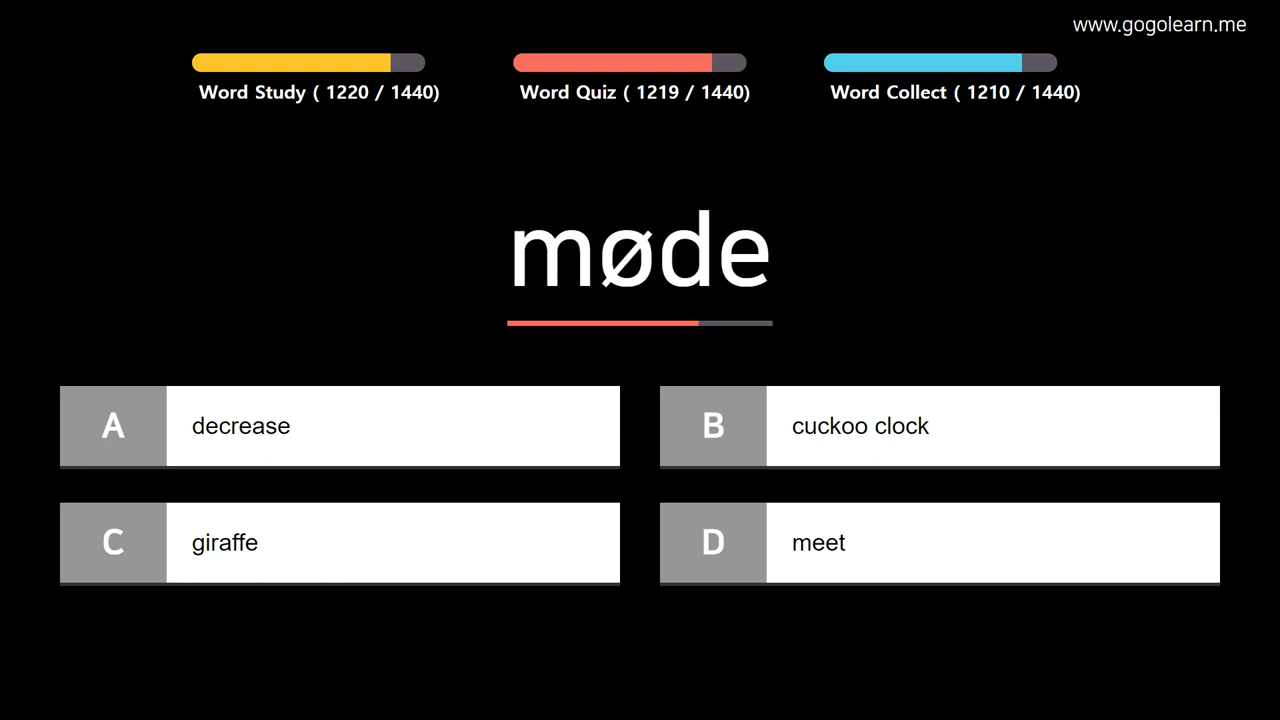 www.gogolearn.me
Word Study ( 1220 / 1440)
Word Quiz ( 1219 / 1440)
Word Collect ( 1210 / 1440)
møde
A decrease
B cuckoo clock
C giraffe
D meet